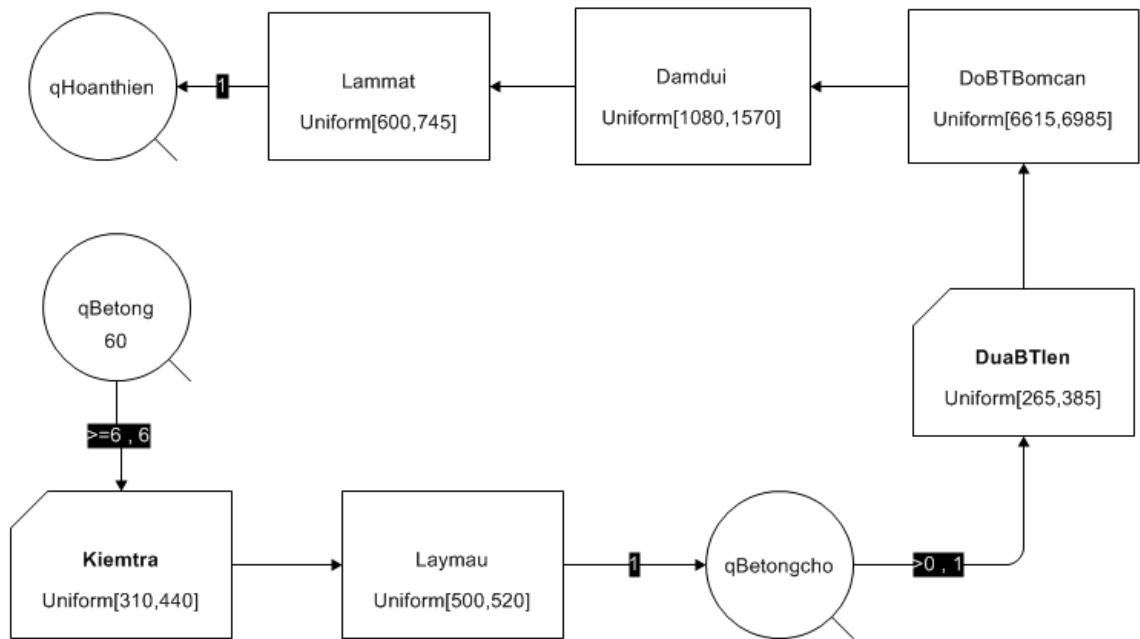 qHoanthien
1
Lammat
Uniform[600,745]
Damdui
Uniform[1080,1570]
DoBTBomcan
Uniform[6615,6985]
qBetong
60
>=6 , 6
DuaBTlen
Uniform[265,385]
Kiemtra
Uniform[310,440]
Laymau
Uniform[500,520]
1
qBetongcho
>0 , 1